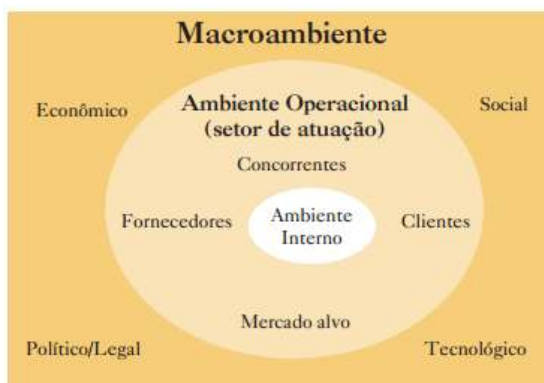 Macroambiente
Econômico
Social
Ambiente Operacional
(setor de atuação)
Concorrentes
Fornecedores
Ambiente
Interno
Clientes
Mercado alvo
Político/Legal
Tecnológico